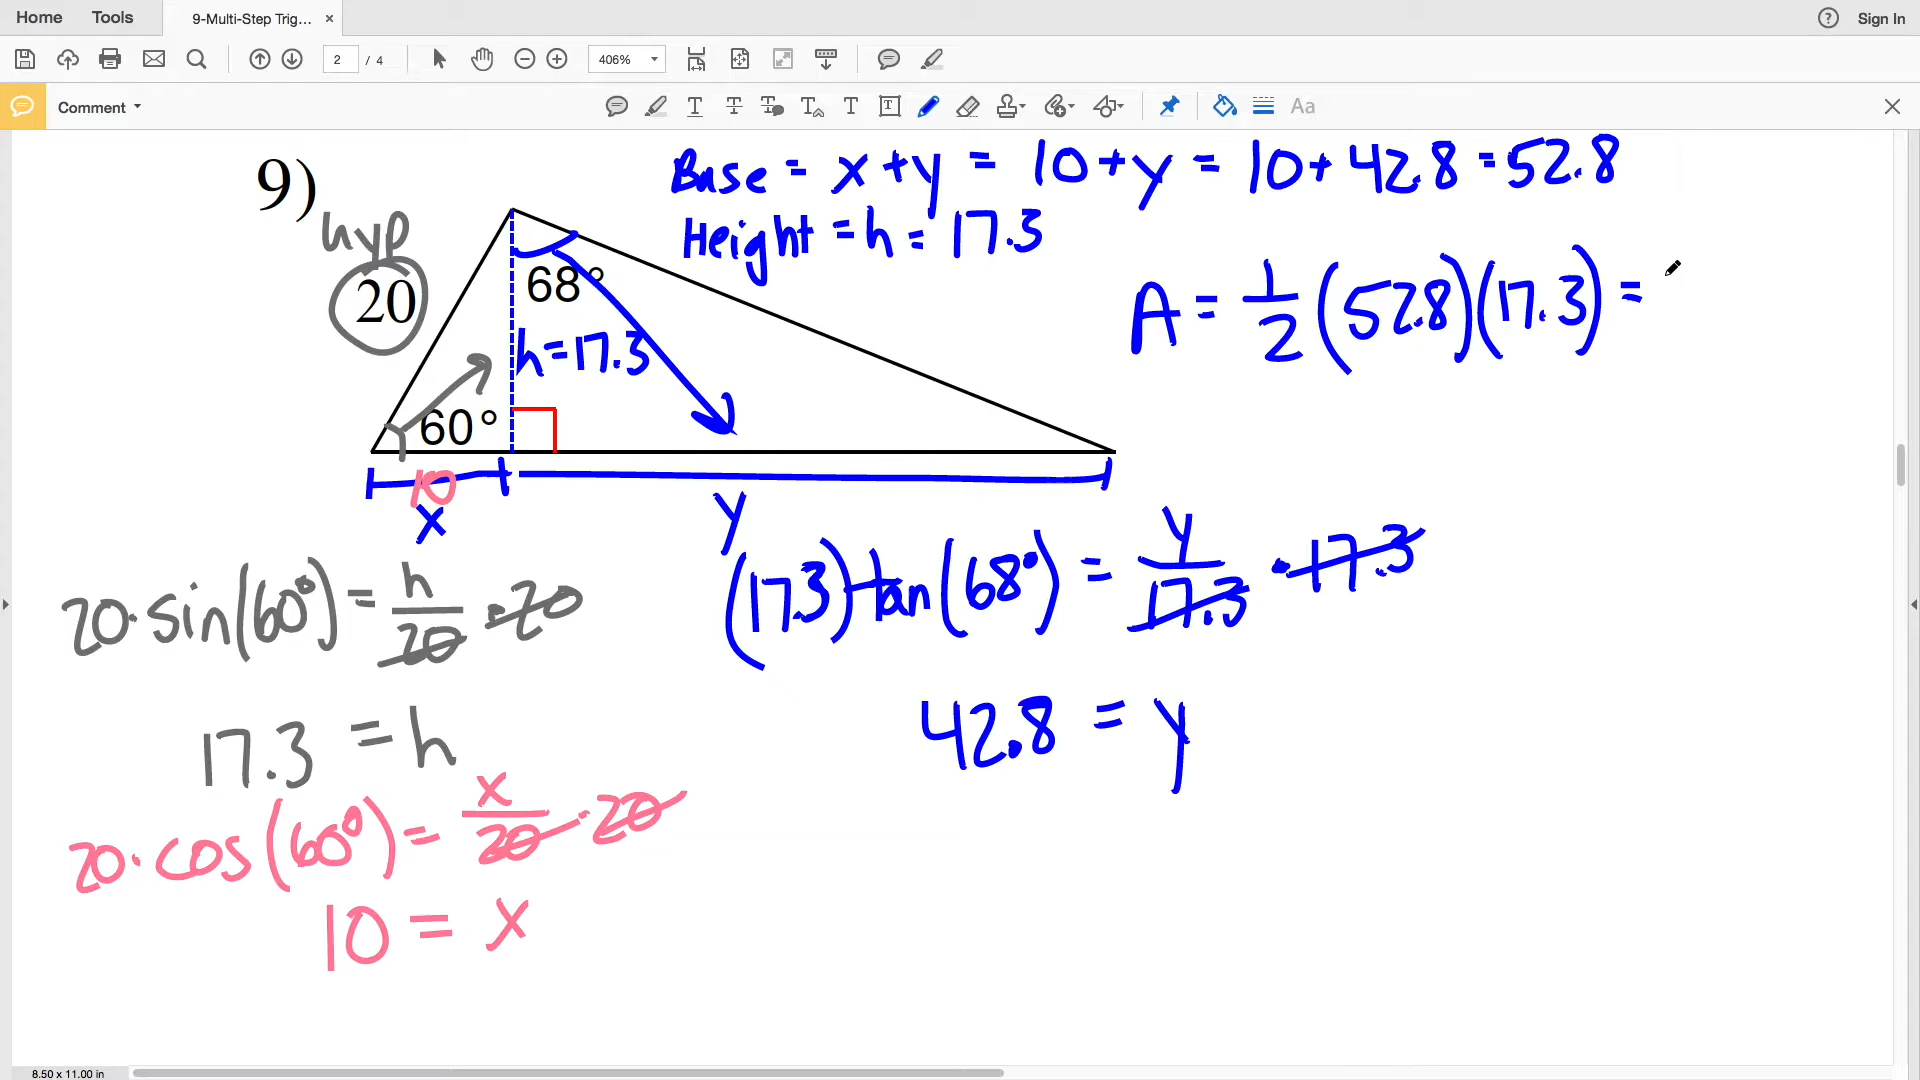 Home Tools 9-Multi-Step Trig... × Sign In
2 / 4 406%
Comment Aa
9)
Base = x + y = 10 + y = 10 + 42.8 = 52.8
Height = h = 17.3
hyp
20
68°
h = 17.3
60°
A = 1/2 (52.8)(17.3) =
10
x
y
20 · sin(60°) = h/20 · 20
17.3 = h
(17.3) tan(68°) = y/17.3 · 17.3
42.8 = y
20 · cos(60°) = x/20 · 20
10 = x
8.50 x 11.00 in